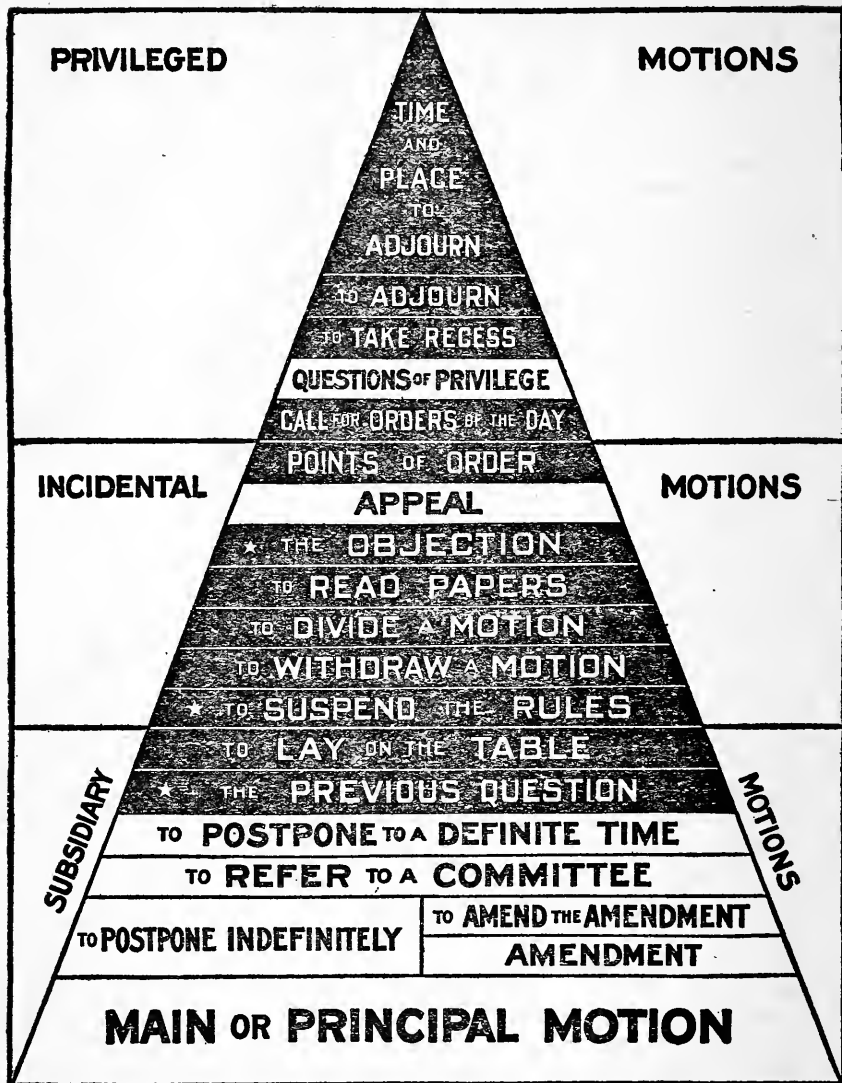 PRIVILEGED MOTIONS
TIME
AND
PLACE
TO
ADJOURN
TO ADJOURN
TO TAKE RECESS
QUESTIONS OF PRIVILEGE
CALL FOR ORDERS OF THE DAY
POINTS OF ORDER
INCIDENTAL MOTIONS
APPEAL
★ THE OBJECTION
TO READ PAPERS
TO DIVIDE A MOTION
TO WITHDRAW A MOTION
★ TO SUSPEND THE RULES
TO LAY ON THE TABLE
★ THE PREVIOUS QUESTION
SUBSIDIARY MOTIONS
TO POSTPONE TO A DEFINITE TIME
TO REFER TO A COMMITTEE
TO POSTPONE INDEFINITELY
TO AMEND THE AMENDMENT
AMENDMENT
MAIN OR PRINCIPAL MOTION